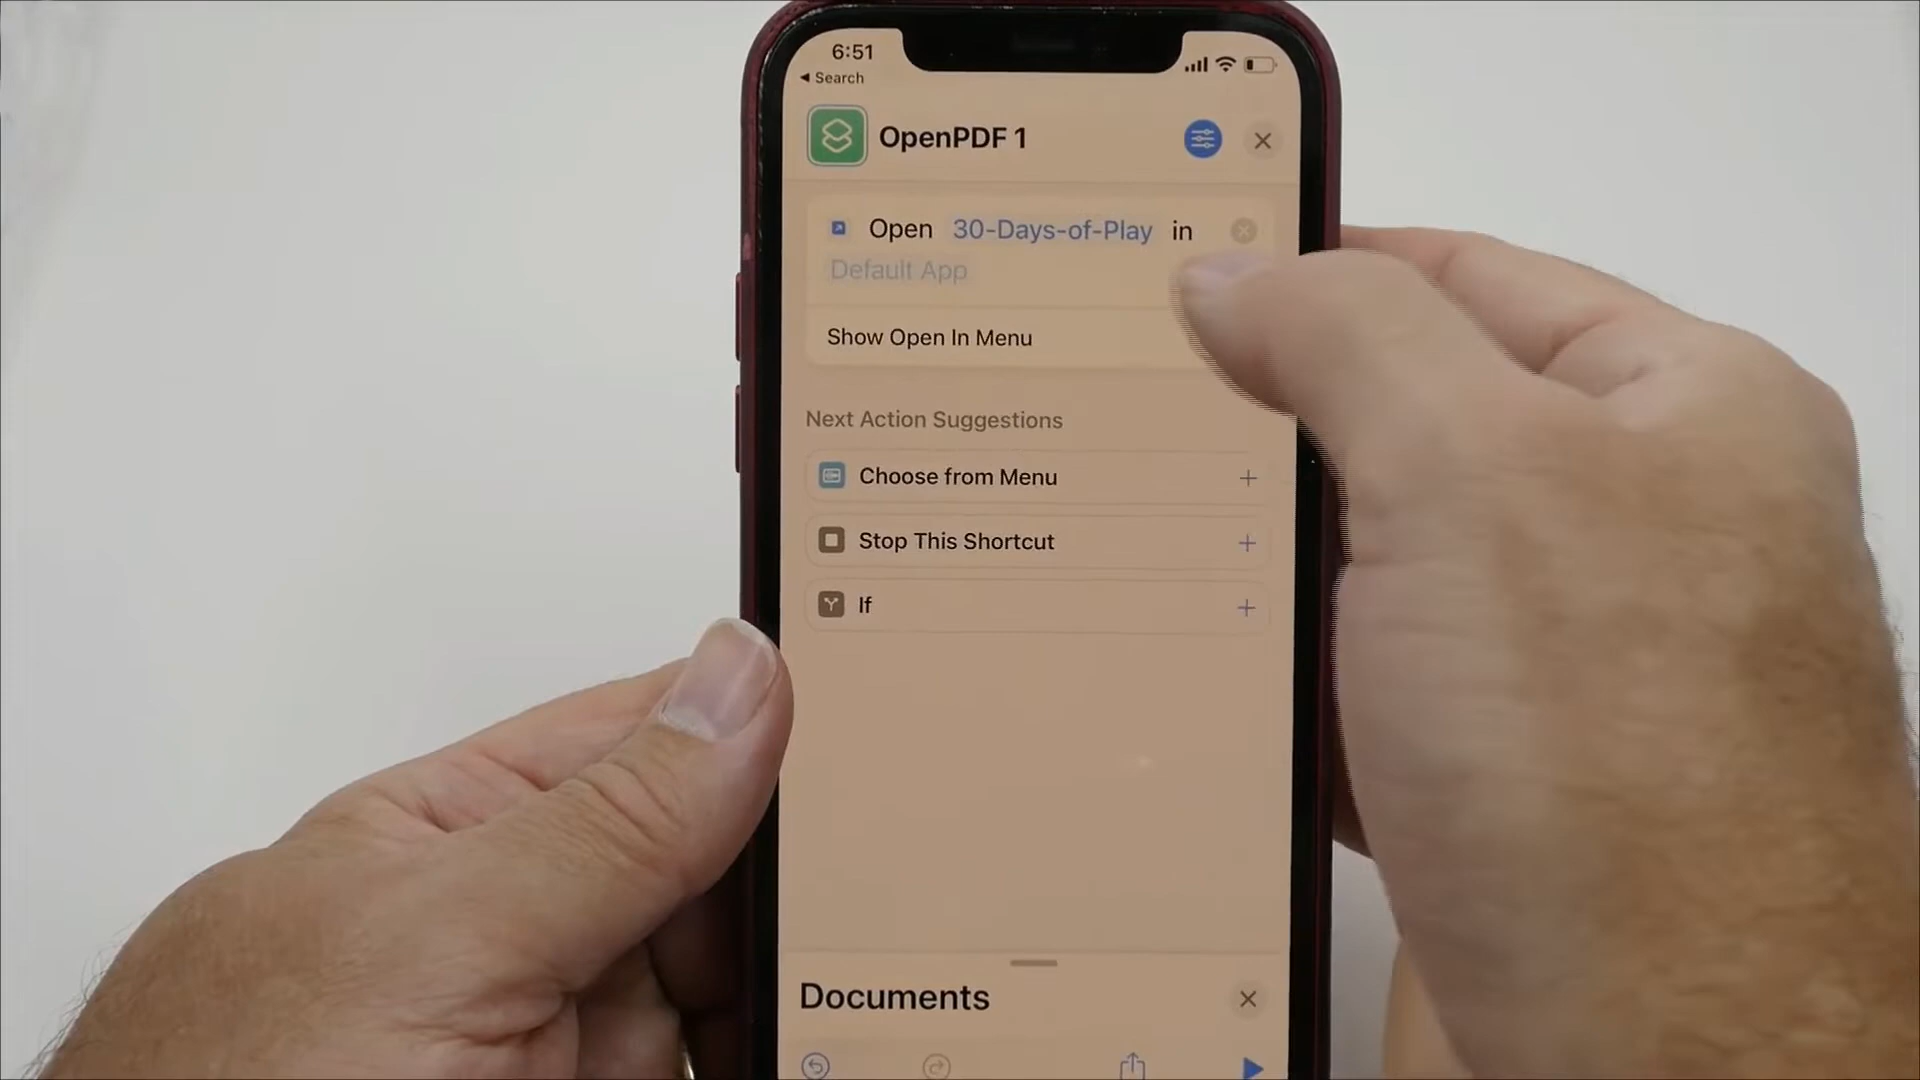 6:51
◀ Search
OpenPDF 1
Open 30-Days-of-Play in
Default App
Show Open In Menu
Next Action Suggestions
Choose from Menu
Stop This Shortcut
If
Documents